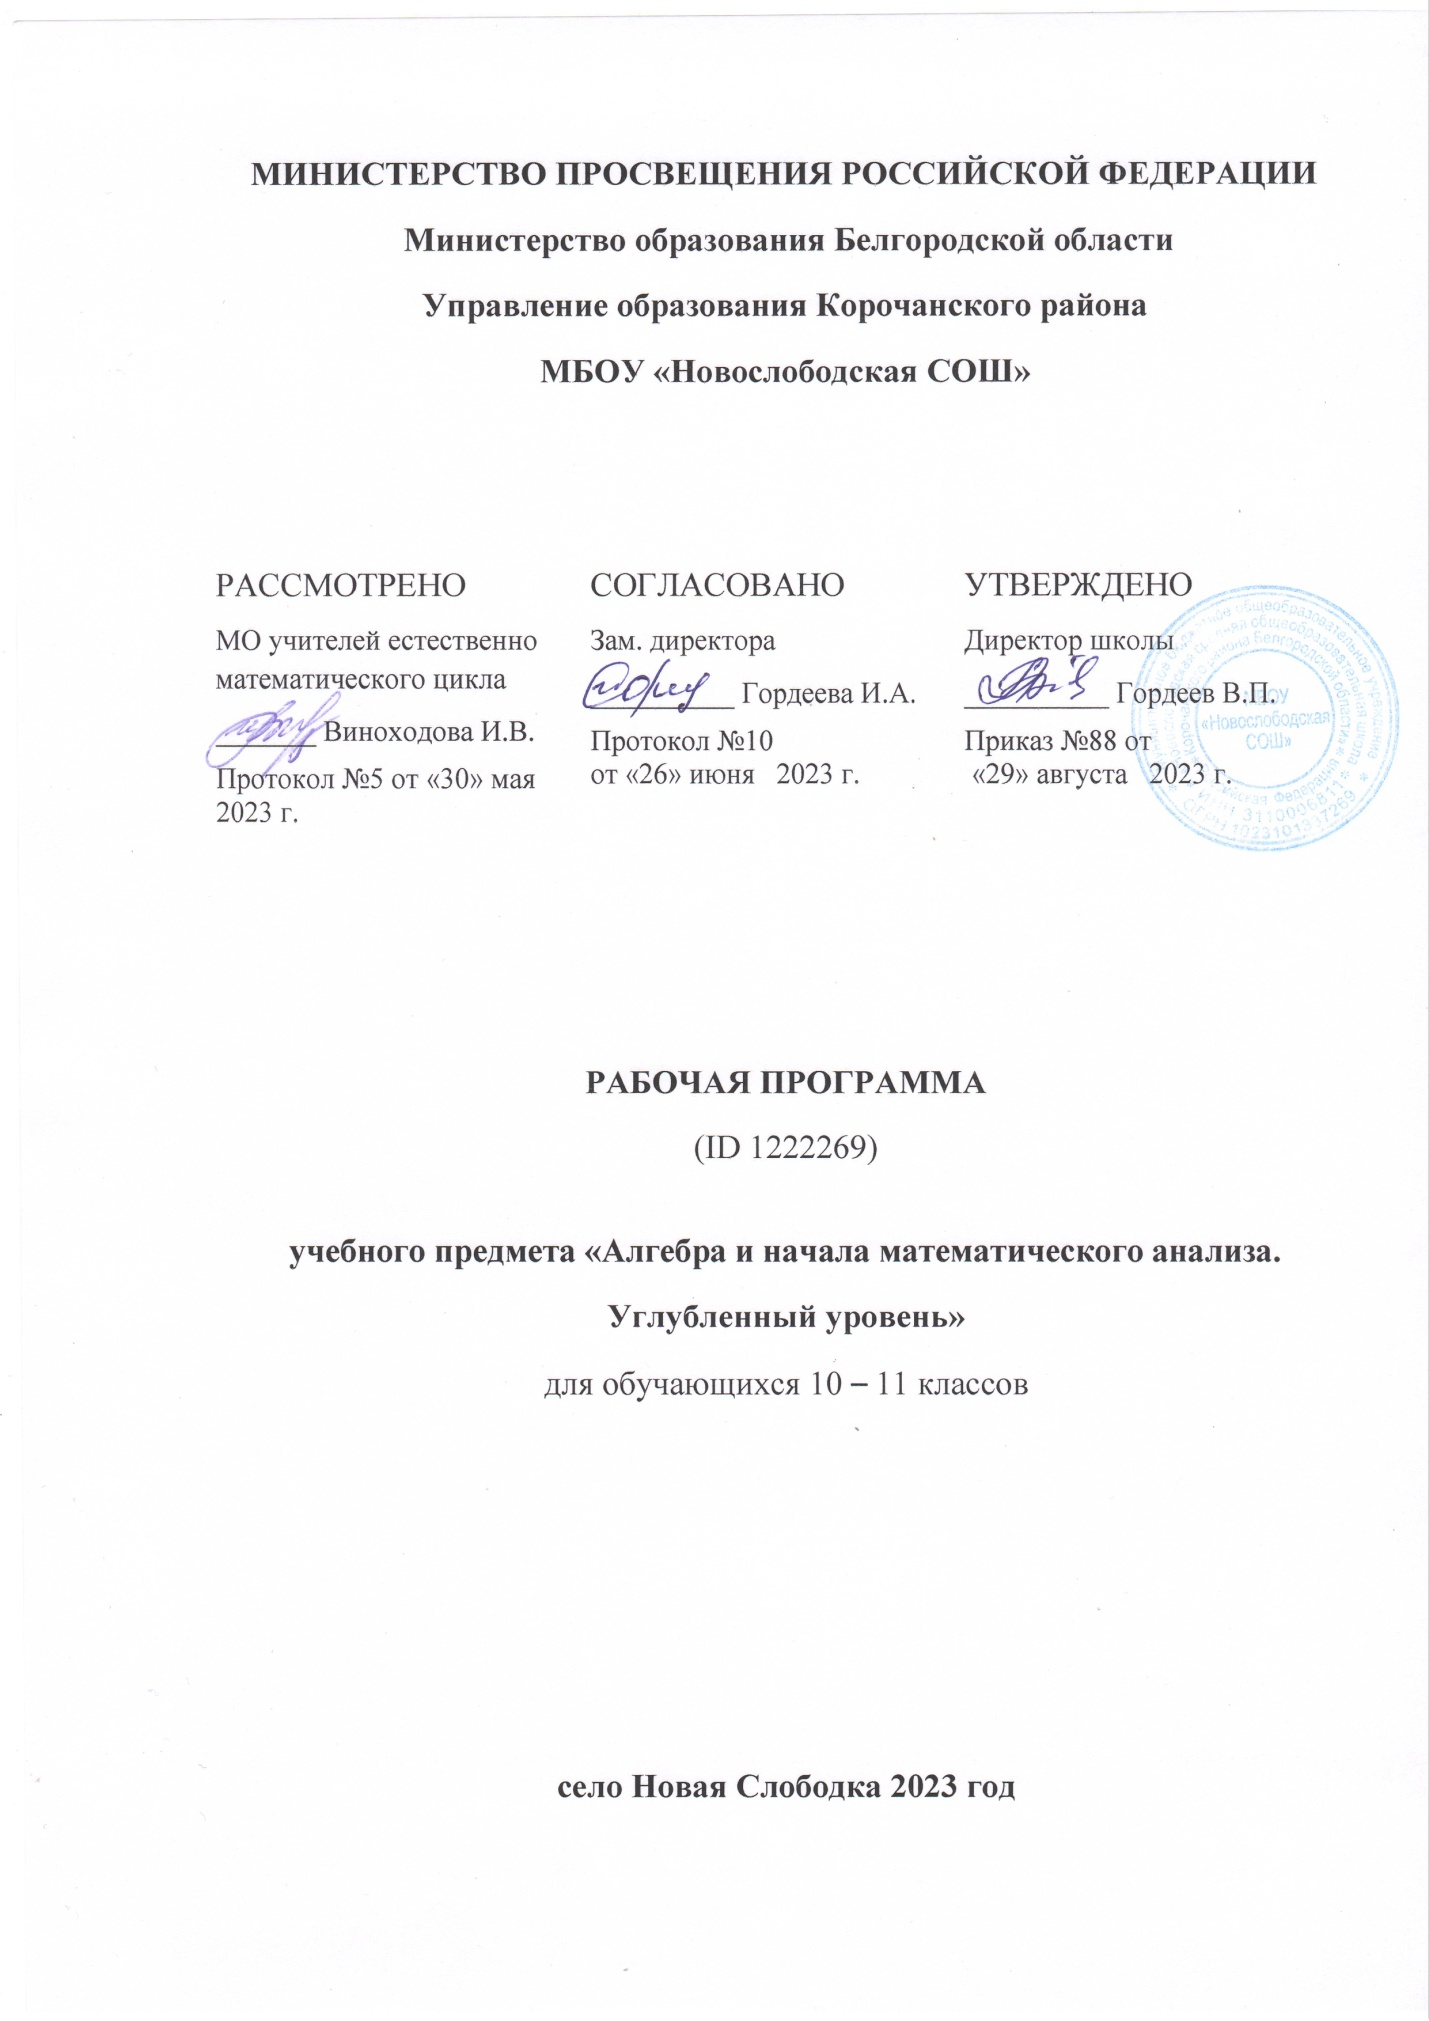 МИНИСТЕРСТВО ПРОСВЕЩЕНИЯ РОССИЙСКОЙ ФЕДЕРАЦИИ
Министерство образования Белгородской области
Управление образования Корочанского района
МБОУ «Новослободская СОШ»
РАССМОТРЕНО
МО учителей естественно
математического цикла
Виноходова И.В.
Протокол №5 от «30» мая
2023 г.
СОГЛАСОВАНО
Зам. директора
Гордеева И.А.
Протокол №10
от «26» июня 2023 г.
УТВЕРЖДЕНО
Директор школы
Гордеев В.П.
Приказ №88 от
«29» августа 2023 г.
МБОУ
«Новослободская
СОШ»
РАБОЧАЯ ПРОГРАММА
(ID 1222269)
учебного предмета «Алгебра и начала математического анализа.
Углубленный уровень»
для обучающихся 10 – 11 классов
село Новая Слободка 2023 год